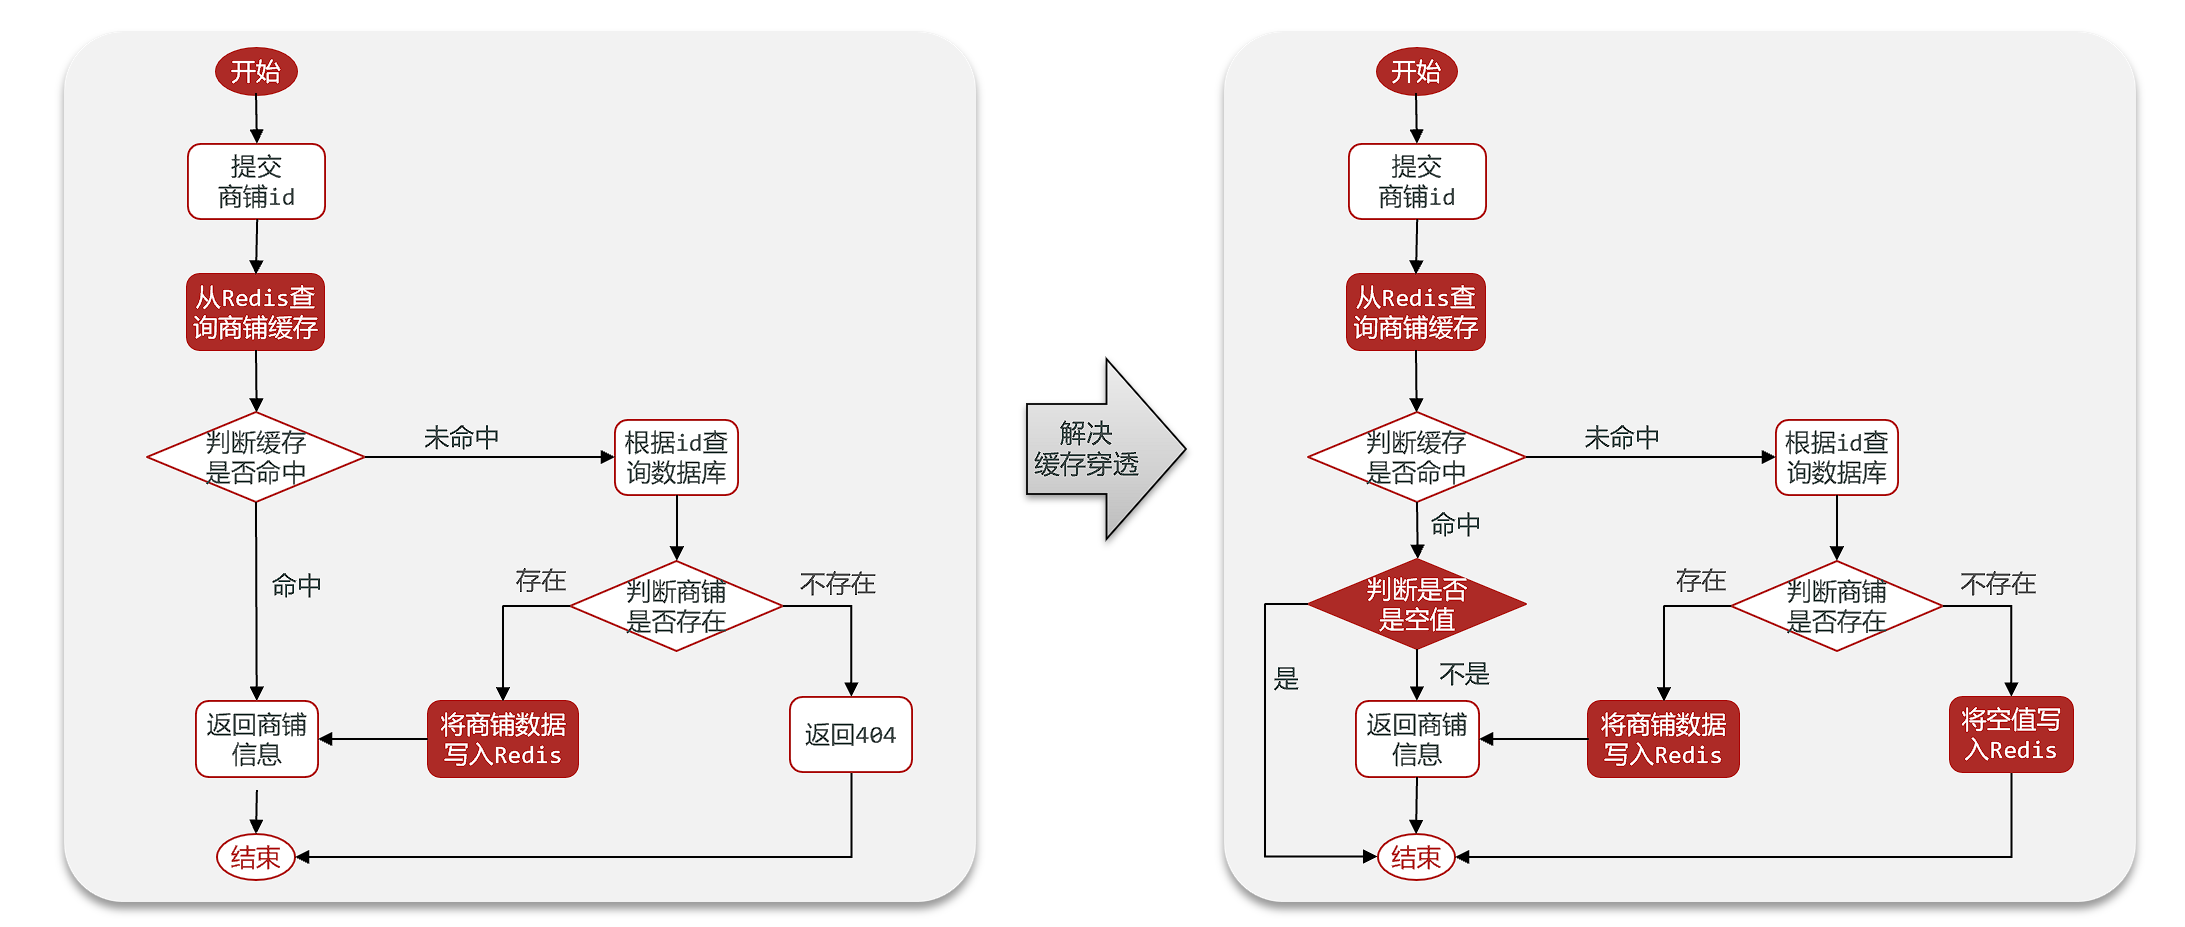 开始
提交
商铺id
从Redis查
询商铺缓存
判断缓存
是否命中
未命中
根据id查
询数据库
命中
存在
判断商铺
是否存在
不存在
返回商铺
信息
将商铺数据
写入Redis
返回404
结束
解决
缓存穿透
开始
提交
商铺id
从Redis查
询商铺缓存
判断缓存
是否命中
未命中
根据id查
询数据库
命中
判断是否
是空值
存在
判断商铺
是否存在
不存在
是
不是
返回商铺
信息
将商铺数据
写入Redis
将空值写
入Redis
结束